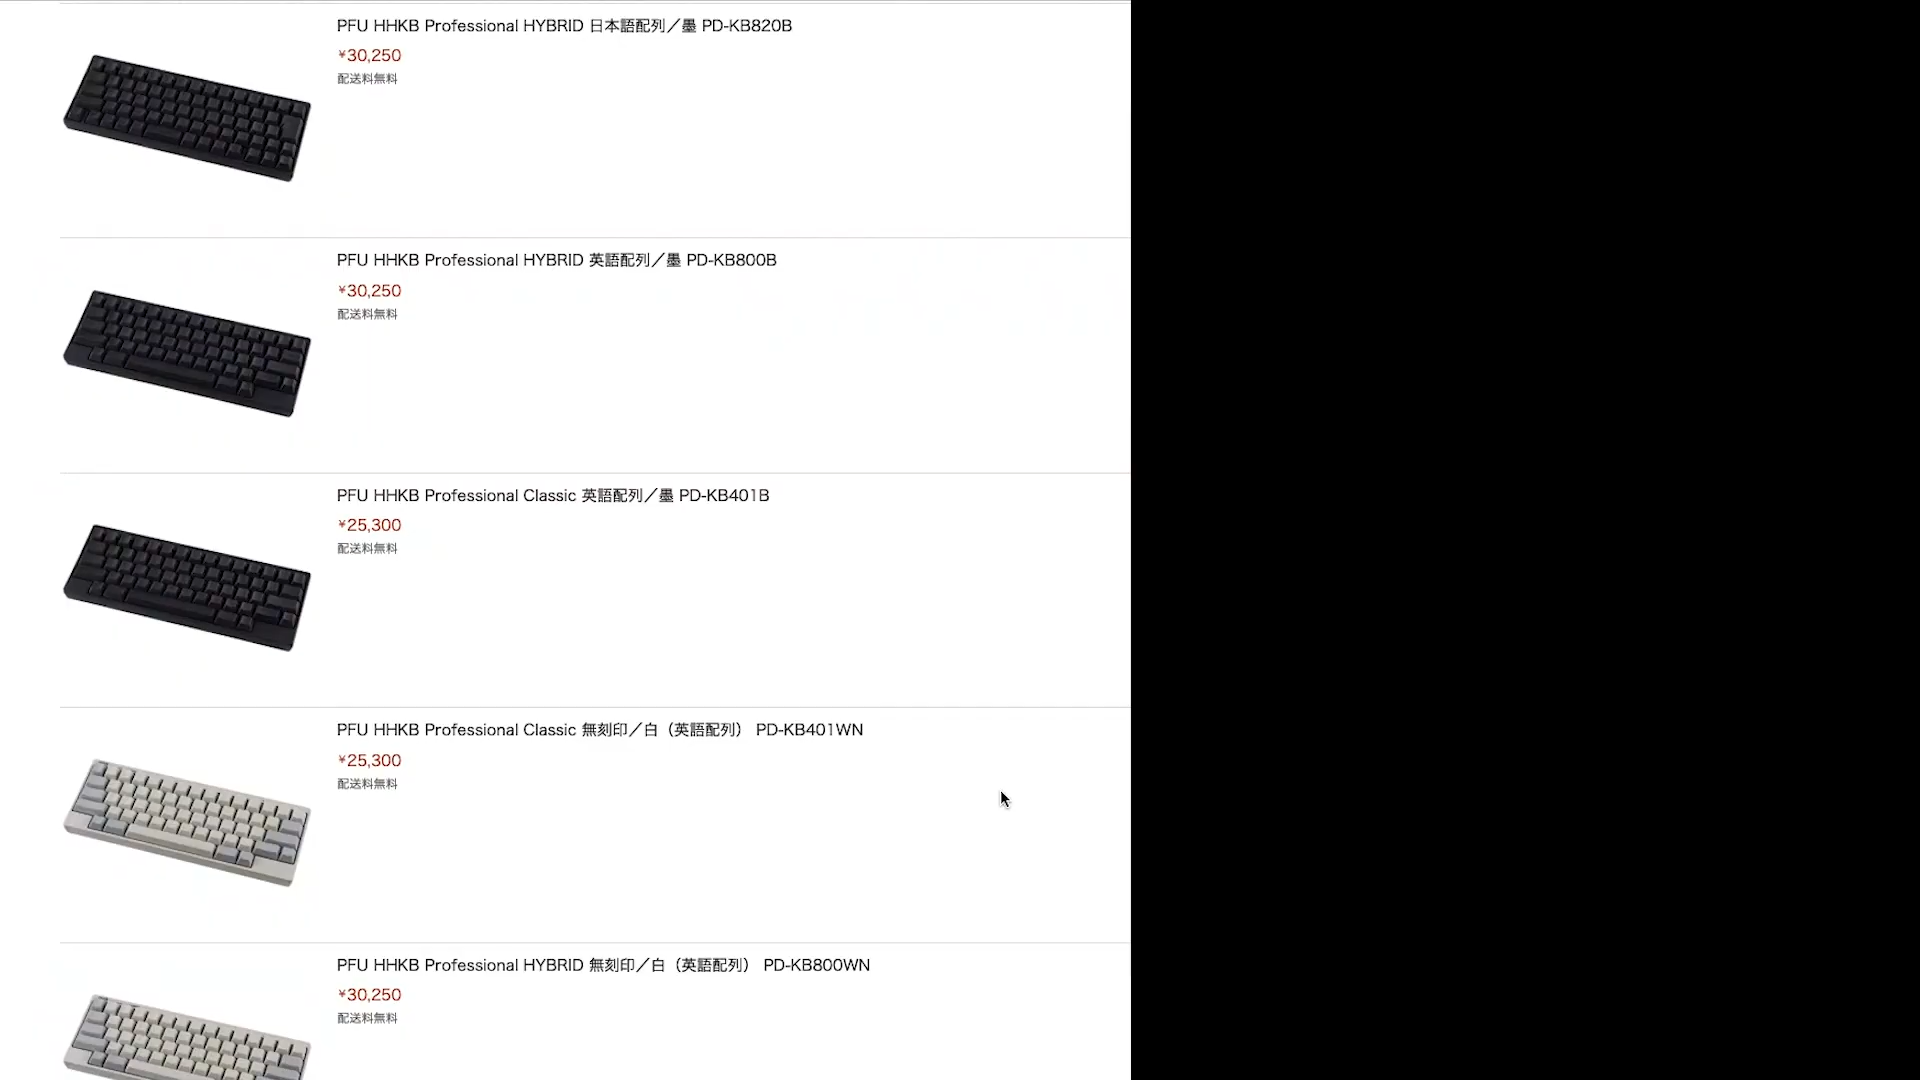 PFU HHKB Professional HYBRID 日本語配列／墨 PD-KB820B
¥30,250
配送料無料
PFU HHKB Professional HYBRID 英語配列／墨 PD-KB800B
¥30,250
配送料無料
PFU HHKB Professional Classic 英語配列／墨 PD-KB401B
¥25,300
配送料無料
PFU HHKB Professional Classic 無刻印／白（英語配列） PD-KB401WN
¥25,300
配送料無料
PFU HHKB Professional HYBRID 無刻印／白（英語配列） PD-KB800WN
¥30,250
配送料無料